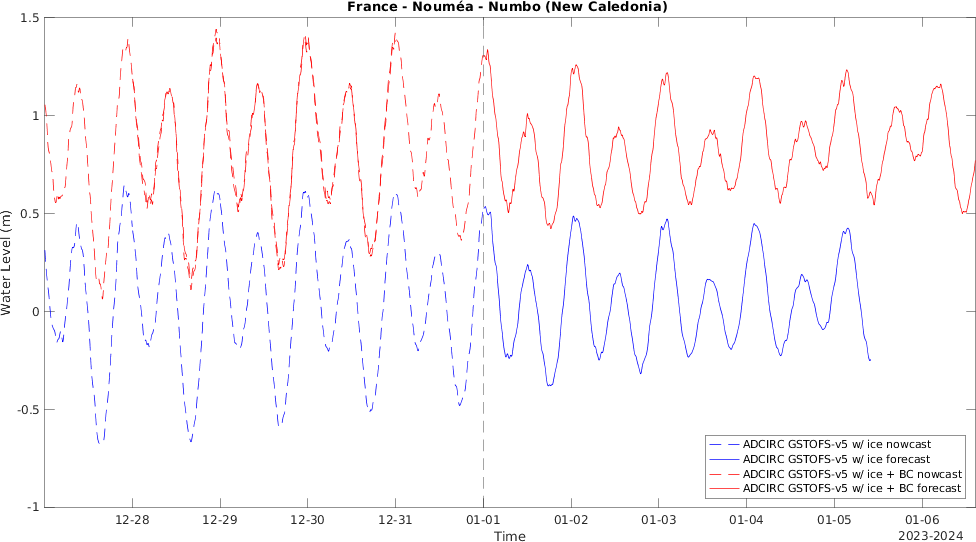 France - Nouméa - Numbo (New Caledonia)
Water Level (m)
1.5
1
0.5
0
-0.5
-1
12-28 12-29 12-30 12-31 01-01 01-02 01-03 01-04 01-05 01-06
Time
2023-2024
ADCIRC GSTOFS-v5 w/ ice nowcast
ADCIRC GSTOFS-v5 w/ ice forecast
ADCIRC GSTOFS-v5 w/ ice + BC nowcast
ADCIRC GSTOFS-v5 w/ ice + BC forecast